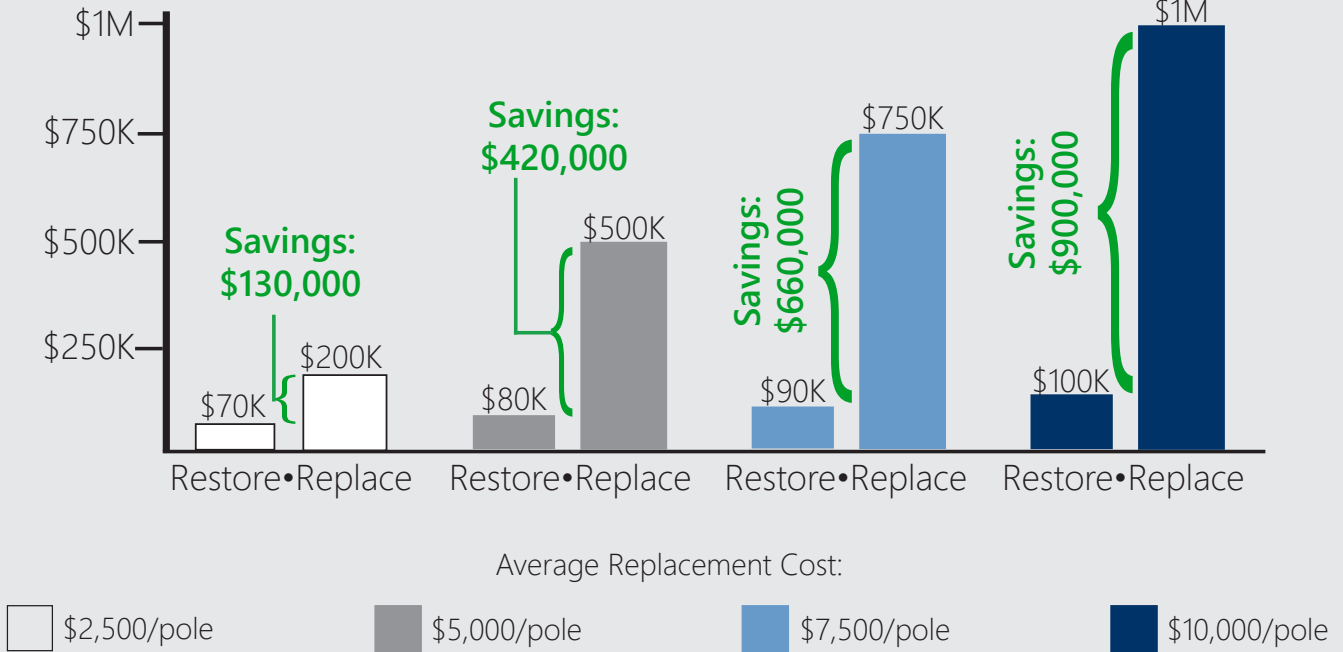 $1M
$750K
$500K
$250K
Savings:
$130,000
$70K
$200K
Savings:
$420,000
$80K
$500K
Savings:
$660,000
$90K
$750K
Savings:
$900,000
$100K
$1M
Restore•Replace
Restore•Replace
Restore•Replace
Restore•Replace
Average Replacement Cost:
$2,500/pole
$5,000/pole
$7,500/pole
$10,000/pole